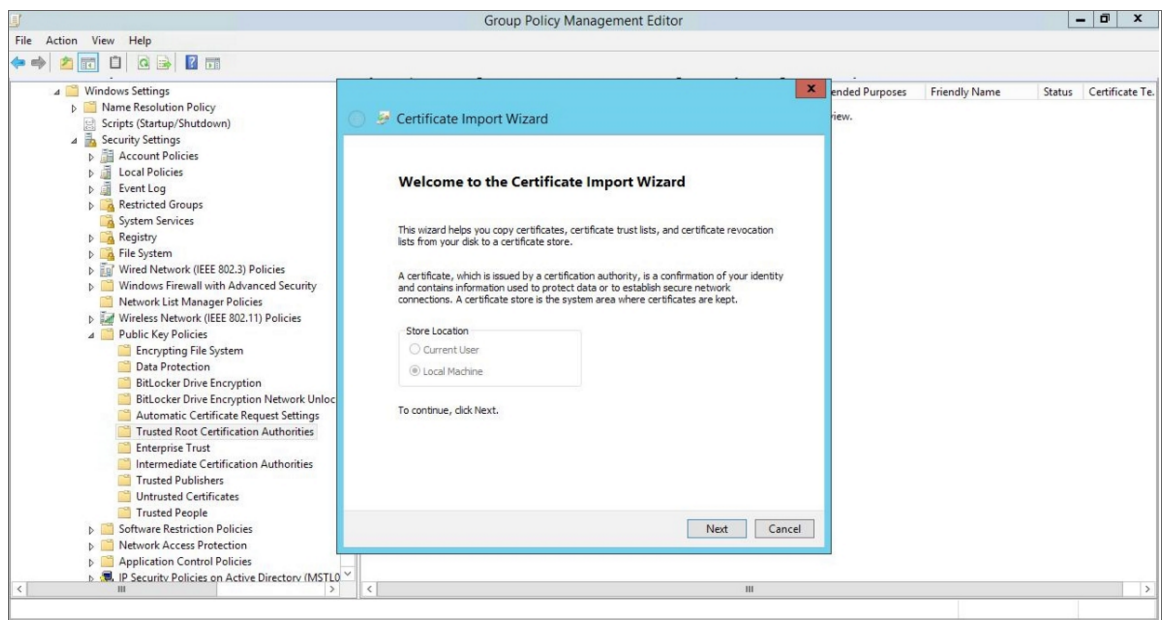 Group Policy Management Editor
File Action View Help
Windows Settings
Name Resolution Policy
Scripts (Startup/Shutdown)
Security Settings
Account Policies
Local Policies
Event Log
Restricted Groups
System Services
Registry
File System
Wired Network (IEEE 802.3) Policies
Windows Firewall with Advanced Security
Network List Manager Policies
Wireless Network (IEEE 802.11) Policies
Public Key Policies
Encrypting File System
Data Protection
BitLocker Drive Encryption
BitLocker Drive Encryption Network Unloc
Automatic Certificate Request Settings
Trusted Root Certification Authorities
Enterprise Trust
Intermediate Certification Authorities
Trusted Publishers
Untrusted Certificates
Trusted People
Software Restriction Policies
Network Access Protection
Application Control Policies
IP Security Policies on Active Directory (MSTLO
Certificate Import Wizard
Welcome to the Certificate Import Wizard
This wizard helps you copy certificates, certificate trust lists, and certificate revocation
lists from your disk to a certificate store.
A certificate, which is issued by a certification authority, is a confirmation of your identity
and contains information used to protect data or to establish secure network
connections. A certificate store is the system area where certificates are kept.
Store Location
Current User
Local Machine
To continue, click Next.
Next Cancel
ended Purposes Friendly Name Status Certificate Te.
view.